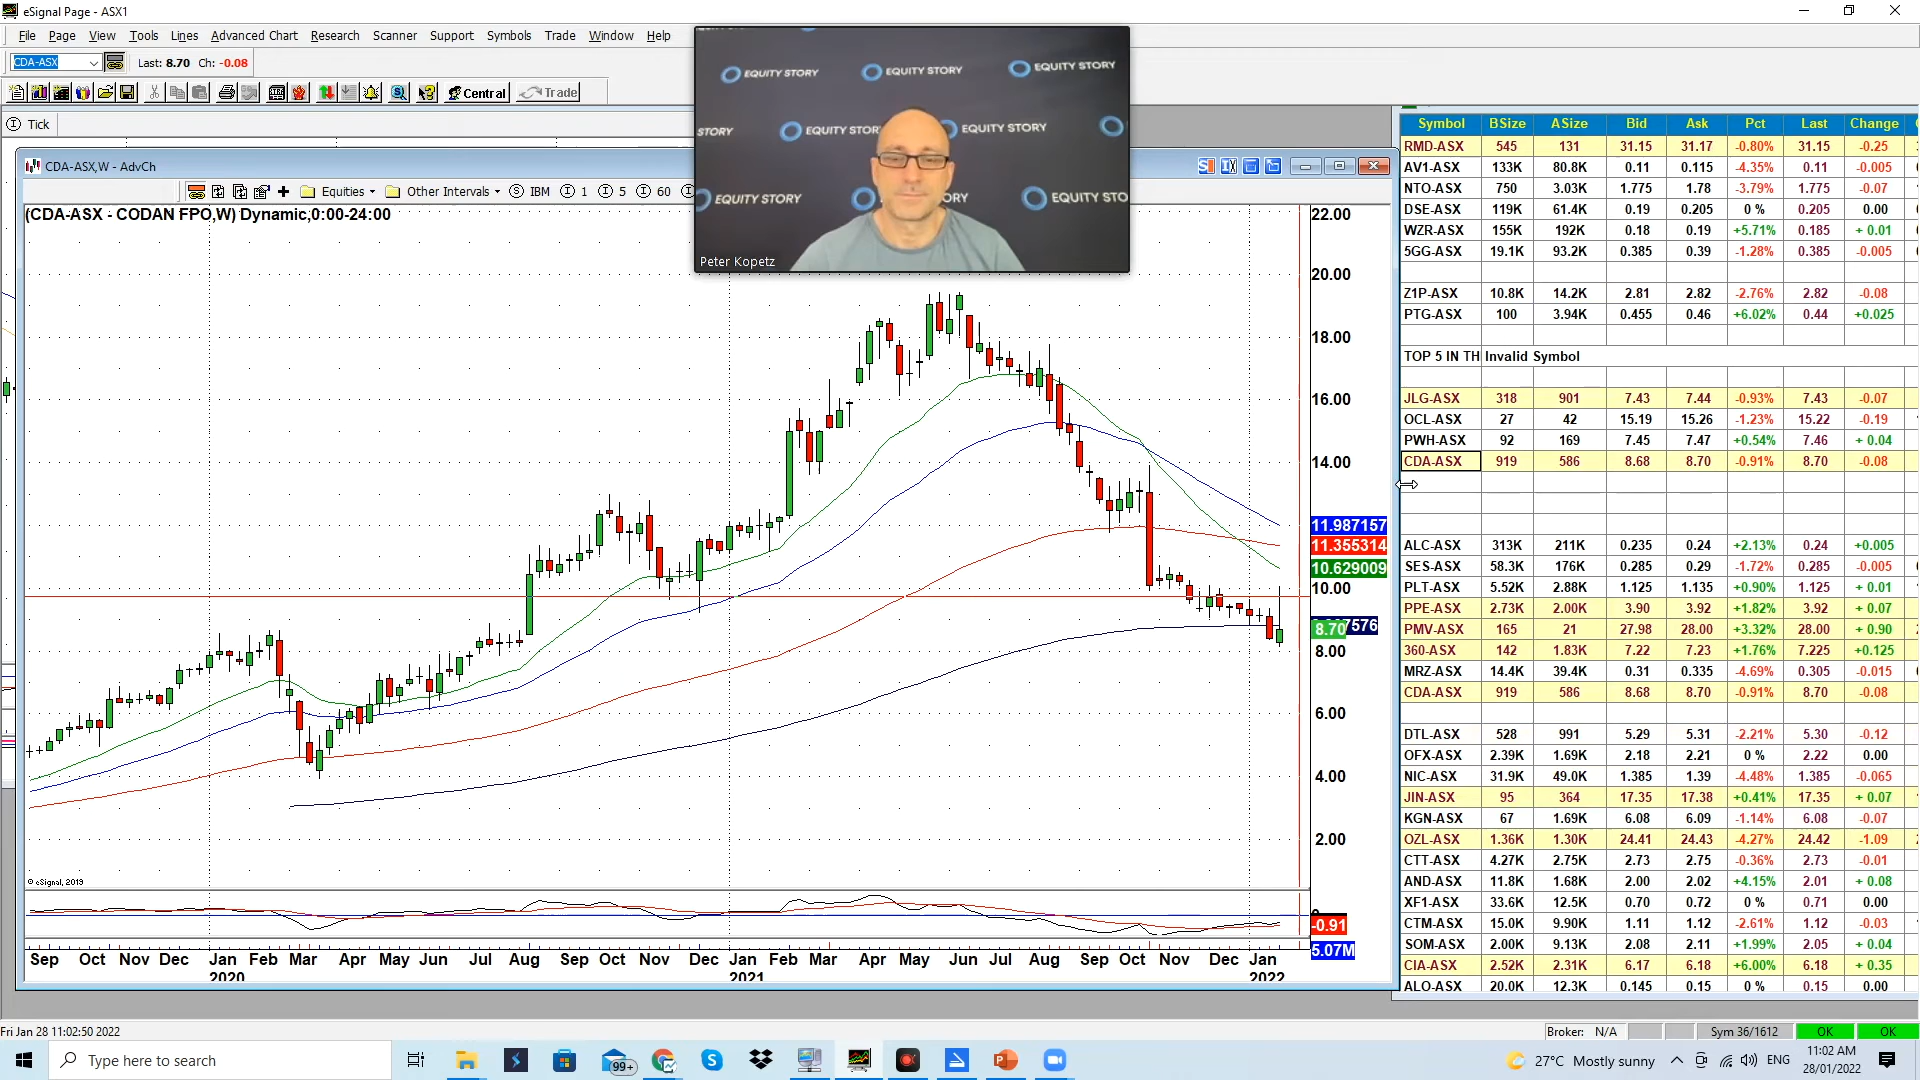 eSignal Page - ASX1
File Page View Tools Lines Advanced Chart Research Scanner Support Symbols Trade Window Help
CDA-ASX Last: 8.70 Ch: -0.08
Central Trade
Tick
CDA-ASX,W - AdvCh
Equities Other Intervals IBM 1 5 60
(CDA-ASX - CODAN FPO,W) Dynamic,0:00-24:00
EQUITY STORY EQUITY STORY EQUITY STORY
STORY EQUITY STORY EQUITY STORY
EQUITY STORY ORY EQUITY STO
Peter Kopetz
22.00
20.00
18.00
16.00
14.00
11.987157
11.355314
10.629009
10.00
8.70 7576
8.00
6.00
4.00
2.00
© eSignal, 2019
-0.91
5.07M
Sep Oct Nov Dec Jan Feb Mar Apr May Jun Jul Aug Sep Oct Nov Dec Jan Feb Mar Apr May Jun Jul Aug Sep Oct Nov Dec Jan
2020 2021 2022
Symbol BSize ASize Bid Ask Pct Last Change
RMD-ASX 545 131 31.15 31.17 -0.80% 31.15 -0.25
AV1-ASX 133K 80.8K 0.11 0.115 -4.35% 0.11 -0.005
NTO-ASX 750 3.03K 1.775 1.78 -3.79% 1.775 -0.07
DSE-ASX 119K 61.4K 0.19 0.205 0 % 0.205 0.00
WZR-ASX 155K 192K 0.18 0.19 +5.71% 0.185 + 0.01
5GG-ASX 19.1K 93.2K 0.385 0.39 -1.28% 0.385 -0.005
Z1P-ASX 10.8K 14.2K 2.81 2.82 -2.76% 2.82 -0.08
PTG-ASX 100 3.94K 0.455 0.46 +6.02% 0.44 +0.025
TOP 5 IN TH Invalid Symbol
JLG-ASX 318 901 7.43 7.44 -0.93% 7.43 -0.07
OCL-ASX 27 42 15.19 15.26 -1.23% 15.22 -0.19
PWH-ASX 92 169 7.45 7.47 +0.54% 7.46 + 0.04
CDA-ASX 919 586 8.68 8.70 -0.91% 8.70 -0.08
ALC-ASX 313K 211K 0.235 0.24 +2.13% 0.24 +0.005
SES-ASX 58.3K 176K 0.285 0.29 -1.72% 0.285 -0.005
PLT-ASX 5.52K 2.88K 1.125 1.135 +0.90% 1.125 + 0.01
PPE-ASX 2.73K 2.00K 3.90 3.92 +1.82% 3.92 + 0.07
PMV-ASX 165 21 27.98 28.00 +3.32% 28.00 + 0.90
360-ASX 142 1.83K 7.22 7.23 +1.76% 7.225 +0.125
MRZ-ASX 14.4K 39.4K 0.31 0.335 -4.69% 0.305 -0.015
CDA-ASX 919 586 8.68 8.70 -0.91% 8.70 -0.08
DTL-ASX 528 991 5.29 5.31 -2.21% 5.30 -0.12
OFX-ASX 2.39K 1.69K 2.18 2.21 0 % 2.22 0.00
NIC-ASX 31.9K 49.0K 1.385 1.39 -4.48% 1.385 -0.065
JIN-ASX 95 364 17.35 17.38 +0.41% 17.35 + 0.07
KGN-ASX 67 1.69K 6.08 6.09 -1.14% 6.08 -0.07
OZL-ASX 1.36K 1.30K 24.41 24.43 -4.27% 24.42 -1.09
CTT-ASX 4.27K 2.75K 2.73 2.75 -0.36% 2.73 -0.01
AND-ASX 11.8K 1.68K 2.00 2.02 +4.15% 2.01 + 0.08
XF1-ASX 33.6K 12.5K 0.70 0.72 0 % 0.71 0.00
CTM-ASX 15.0K 9.90K 1.11 1.12 -2.61% 1.12 -0.03
SOM-ASX 2.00K 9.13K 2.08 2.11 +1.99% 2.05 + 0.04
CIA-ASX 2.52K 2.31K 6.17 6.18 +6.00% 6.18 + 0.35
ALO-ASX 20.0K 12.3K 0.145 0.15 0 % 0.15 0.00
Fri Jan 28 11:02:50 2022
Broker: N/A Sym 36/1612 OK OK
Type here to search
99+
27°C Mostly sunny
ENG
11:02 AM
28/01/2022